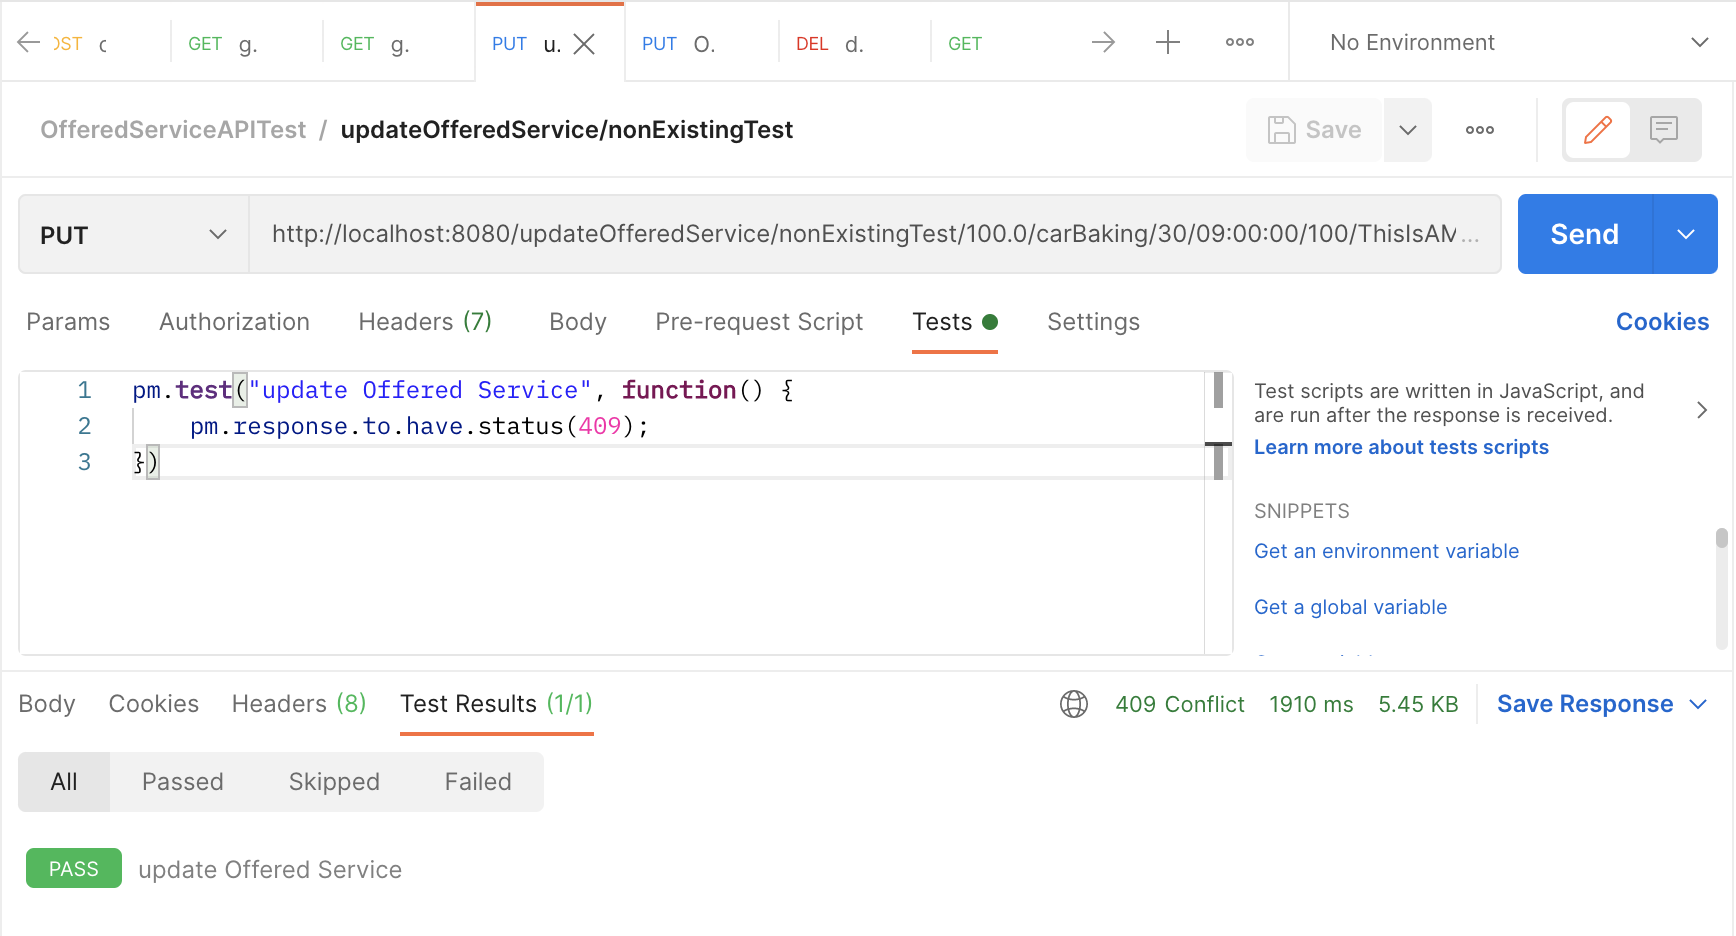 OST c
GET g.
GET g.
PUT u.
PUT O.
DEL d.
GET
No Environment
OfferedServiceAPITest / updateOfferedService/nonExistingTest
Save
PUT
http://localhost:8080/updateOfferedService/nonExistingTest/100.0/carBaking/30/09:00:00/100/ThisIsAM...
Send
Params Authorization Headers (7) Body Pre-request Script Tests Settings Cookies
1 pm.test("update Offered Service", function() {
2 pm.response.to.have.status(409);
3 })
Test scripts are written in JavaScript, and
are run after the response is received.
Learn more about tests scripts
SNIPPETS
Get an environment variable
Get a global variable
Body Cookies Headers (8) Test Results (1/1) 409 Conflict 1910 ms 5.45 KB Save Response
All Passed Skipped Failed
PASS update Offered Service